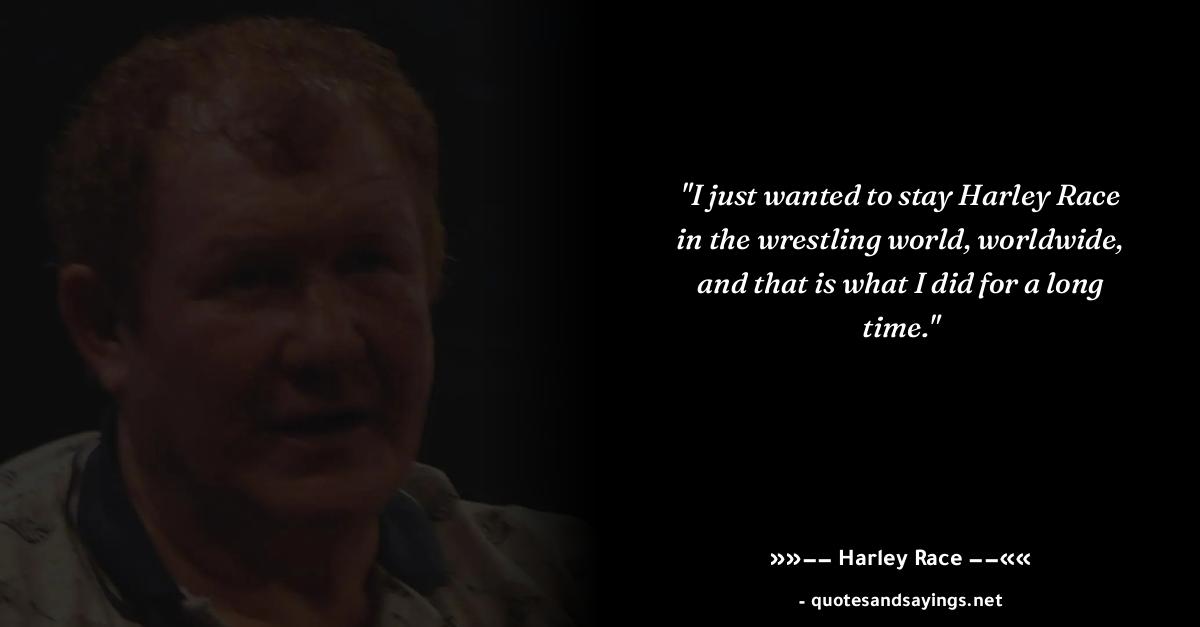 "I just wanted to stay Harley Race
in the wrestling world, worldwide,
and that is what I did for a long
time."
»»−− Harley Race −−««
- quotesandsayings.net